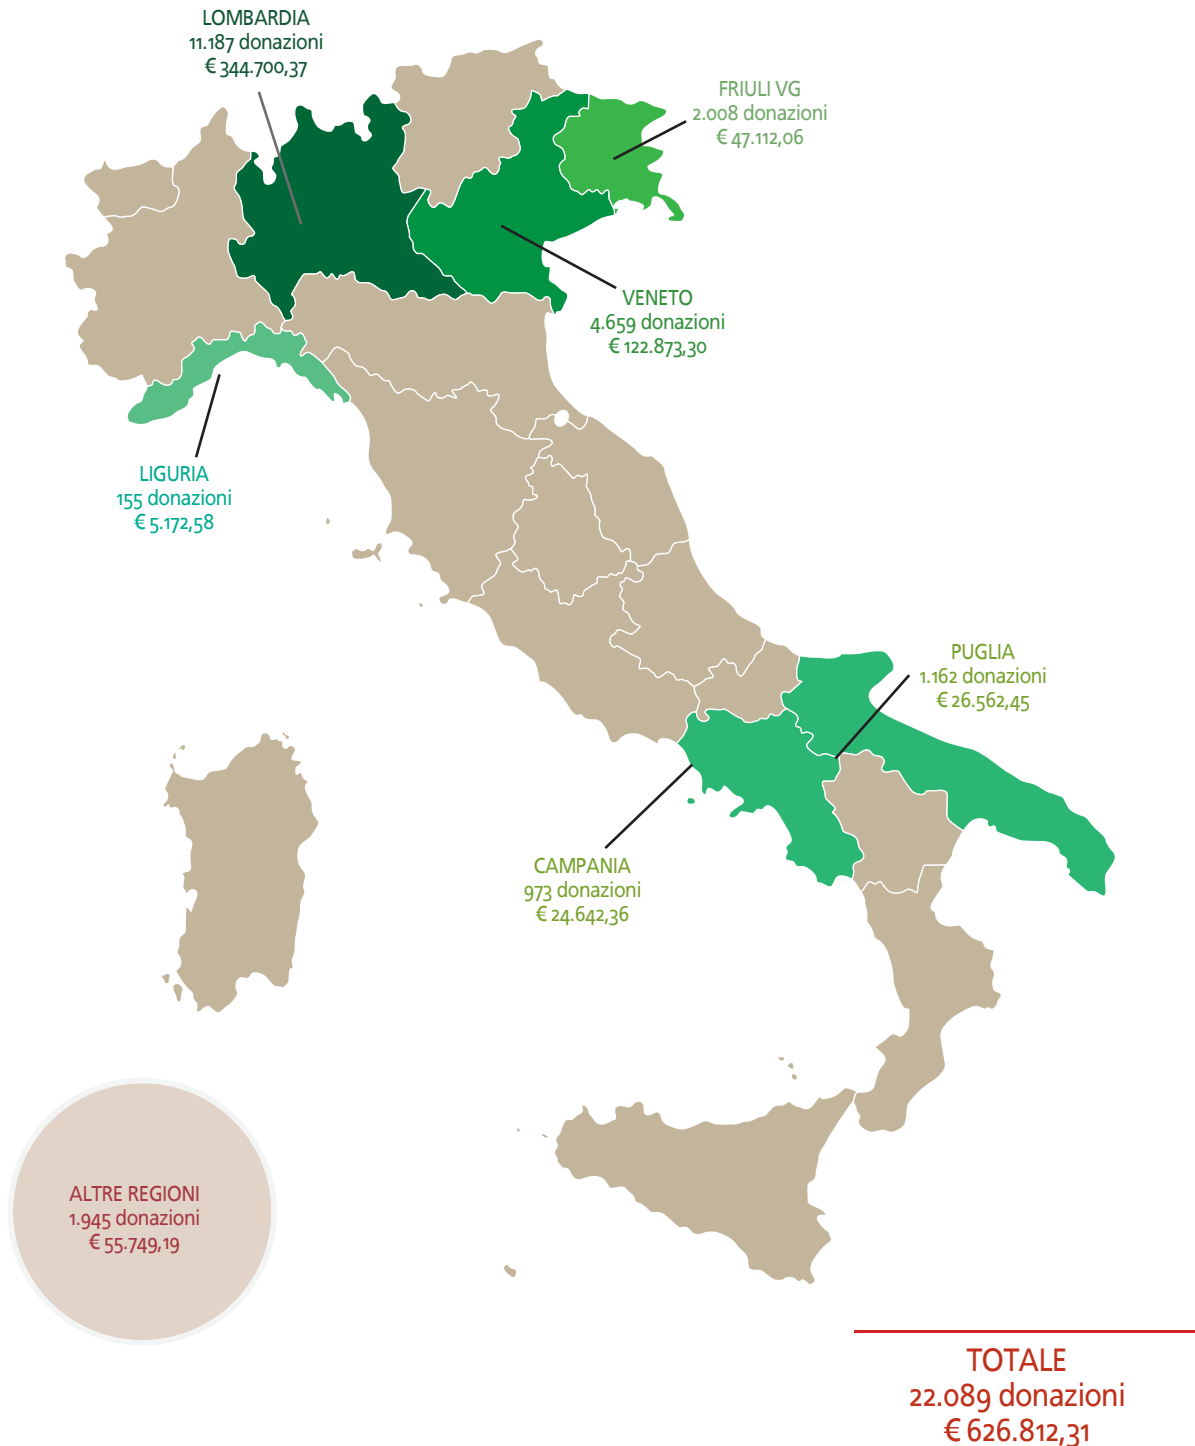 LOMBARDIA
11.187 donazioni
€ 344.700,37
FRIULI VG
2.008 donazioni
€ 47.112,06
VENETO
4.659 donazioni
€ 122.873,30
LIGURIA
155 donazioni
€ 5.172,58
PUGLIA
1.162 donazioni
€ 26.562,45
CAMPANIA
973 donazioni
€ 24.642,36
ALTRE REGIONI
1.945 donazioni
€ 55.749,19
TOTALE
22.089 donazioni
€ 626.812,31